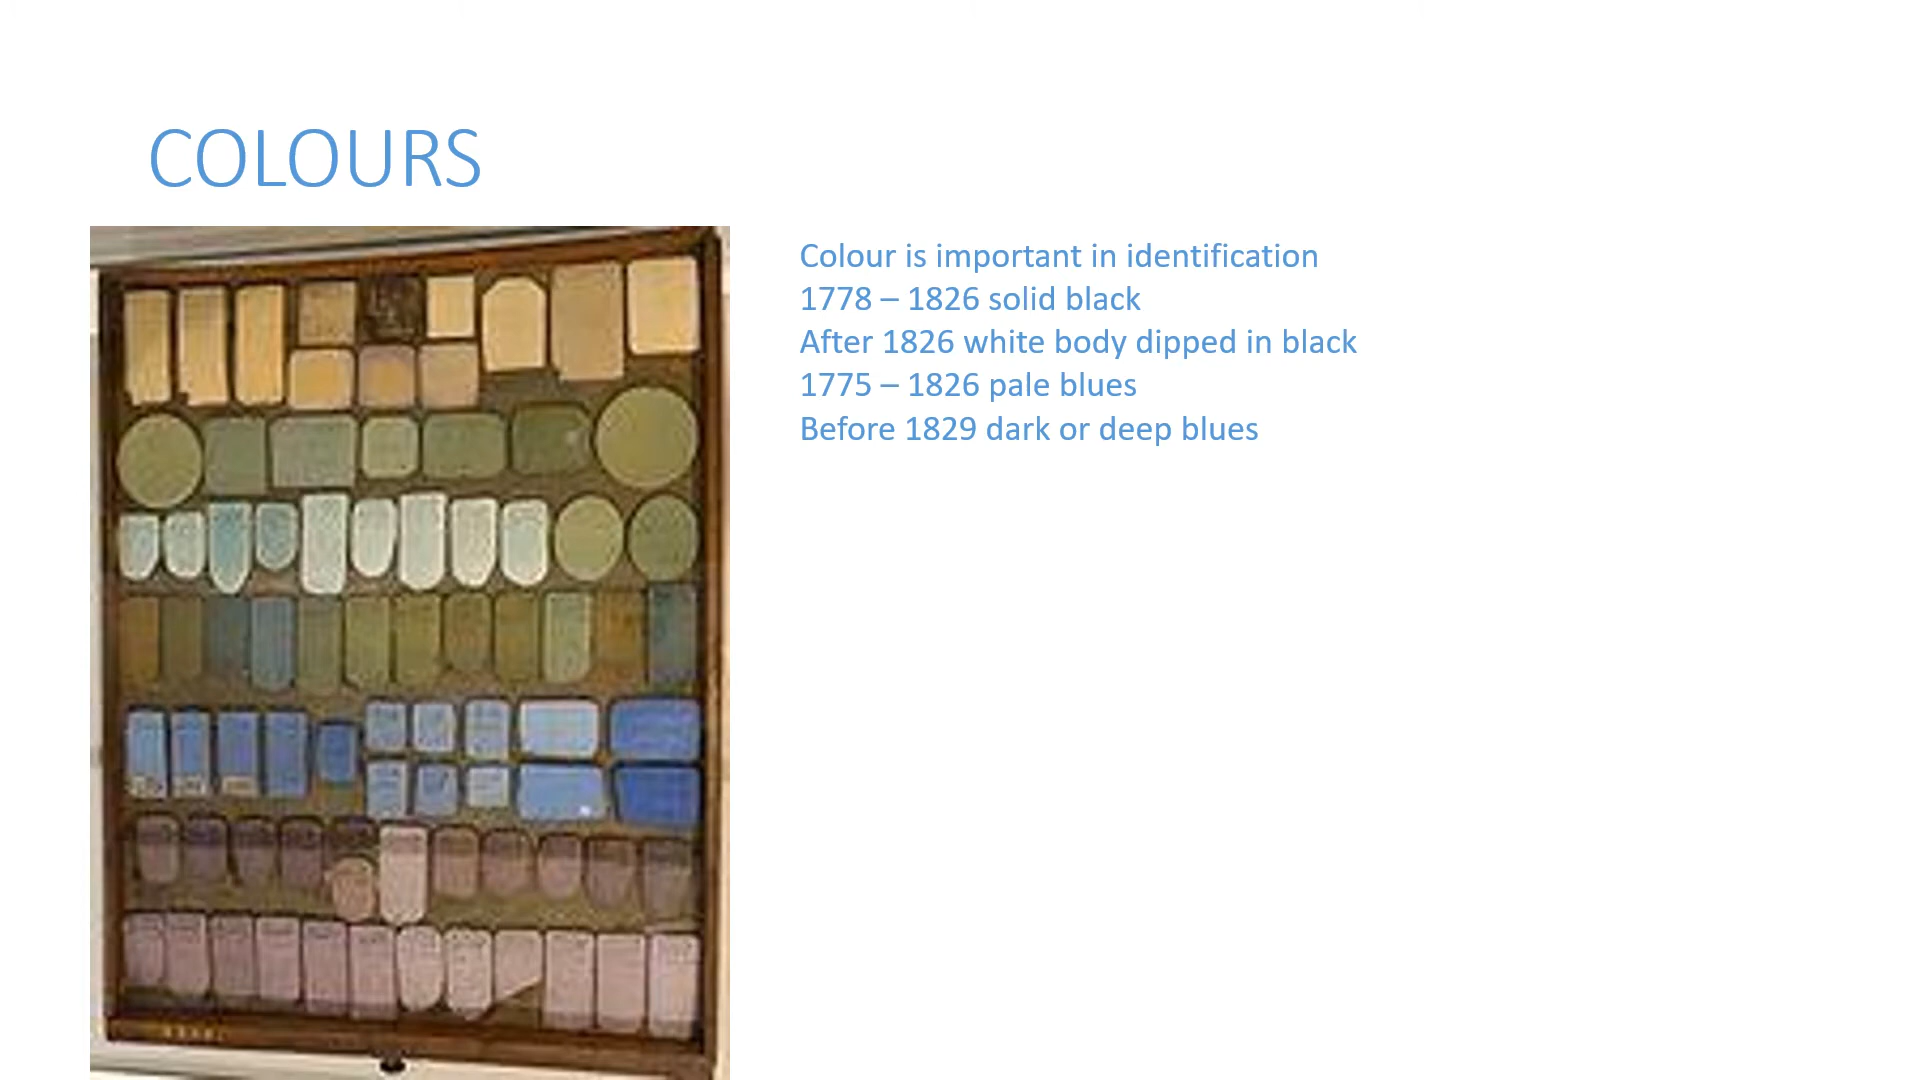 COLOURS
Colour is important in identification
1778 – 1826 solid black
After 1826 white body dipped in black
1775 – 1826 pale blues
Before 1829 dark or deep blues